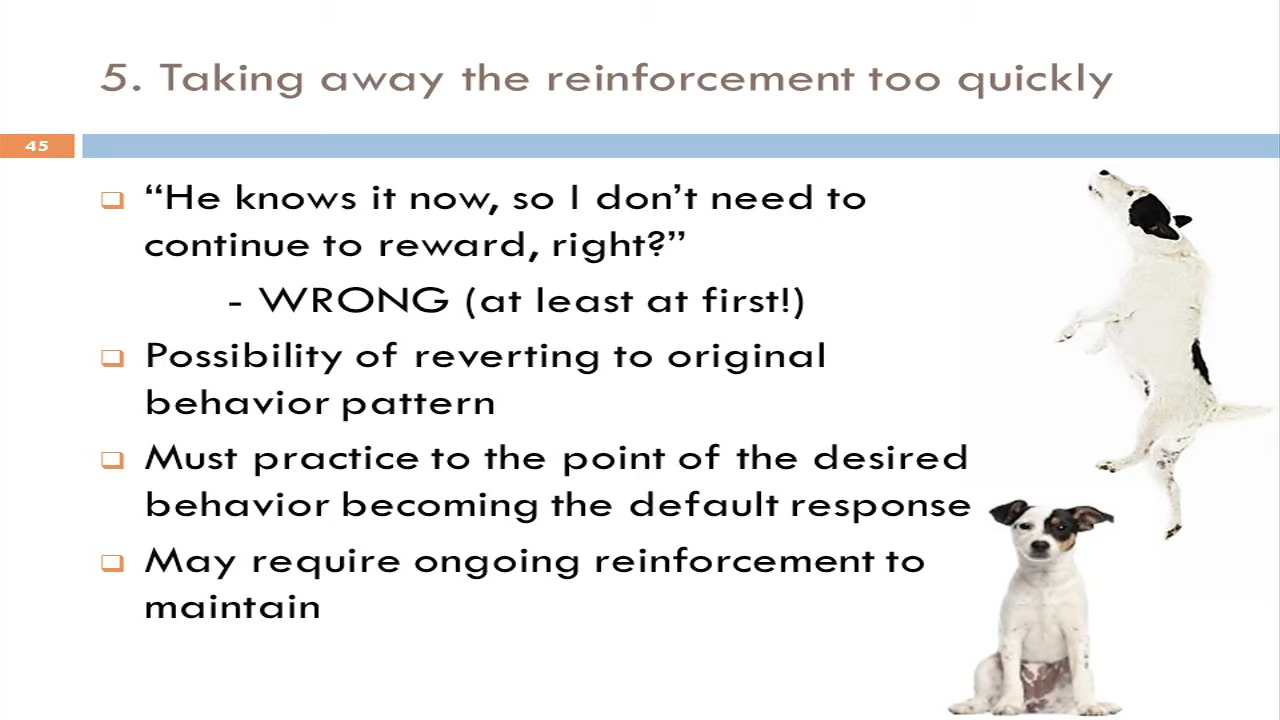 5. Taking away the reinforcement too quickly
45
“He knows it now, so I don’t need to
continue to reward, right?”
- WRONG (at least at first!)
Possibility of reverting to original
behavior pattern
Must practice to the point of the desired
behavior becoming the default response
May require ongoing reinforcement to
maintain